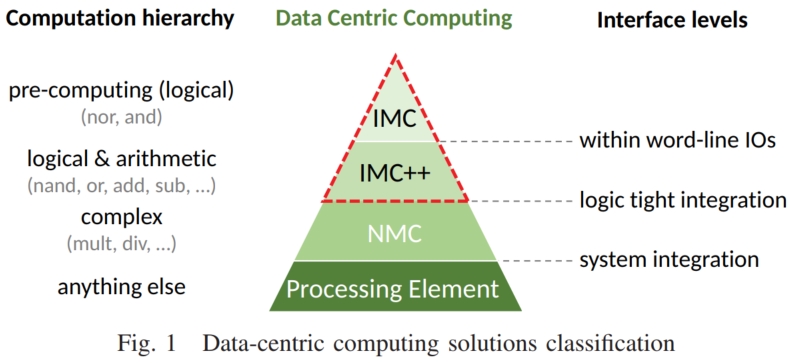 Computation hierarchy
Data Centric Computing
Interface levels
pre-computing (logical)
(nor, and)
IMC
within word-line IOs
logical & arithmetic
(nand, or, add, sub, ...)
IMC++
logic tight integration
complex
(mult, div, ...)
NMC
system integration
anything else
Processing Element
Fig. 1 Data-centric computing solutions classification